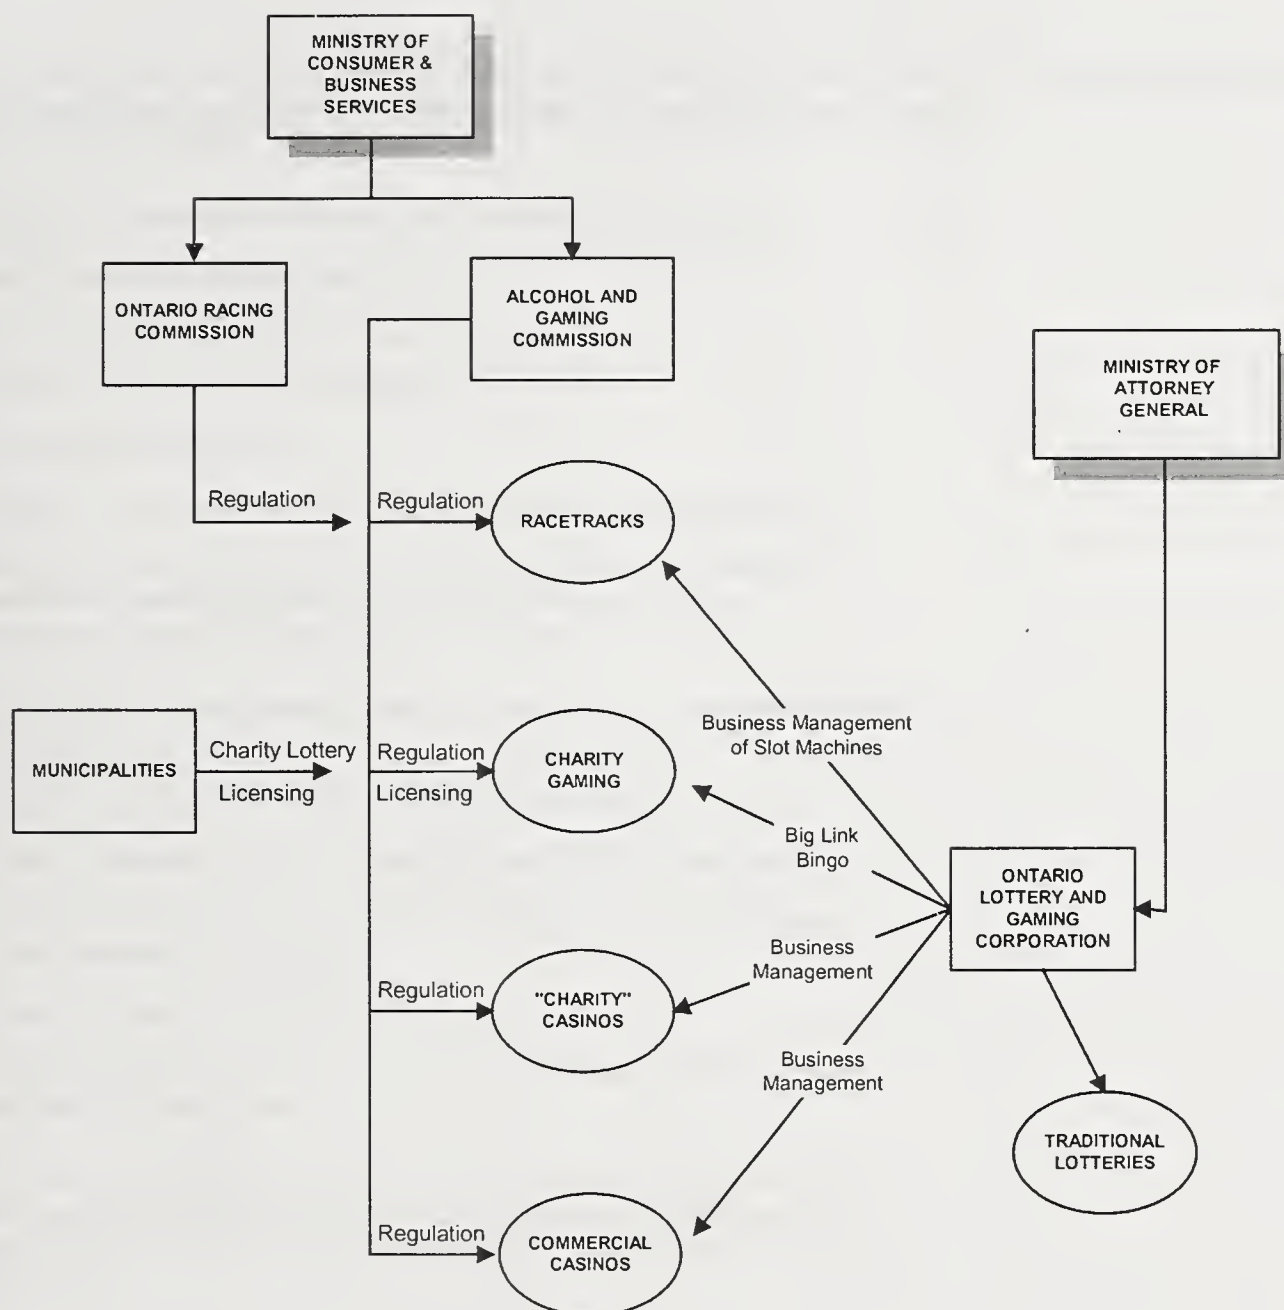 MINISTRY OF
CONSUMER &
BUSINESS
SERVICES
ONTARIO RACING
COMMISSION
ALCOHOL AND
GAMING
COMMISSION
MINISTRY OF
ATTORNEY
GENERAL
Regulation
Regulation
RACETRACKS
Business Management
of Slot Machines
MUNICIPALITIES
Charity Lottery
Licensing
Regulation
Licensing
CHARITY
GAMING
Big Link
Bingo
ONTARIO
LOTTERY AND
GAMING
CORPORATION
Business
Management
Regulation
"CHARITY"
CASINOS
Business
Management
TRADITIONAL
LOTTERIES
Regulation
COMMERCIAL
CASINOS